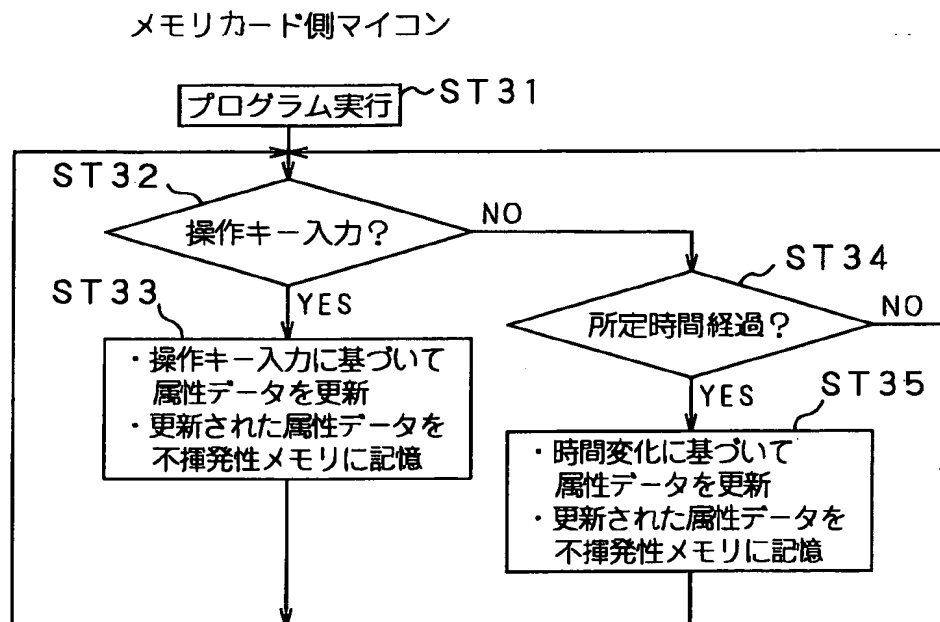 メモリカード側マイコン
プログラム実行
ST31
ST32
操作キー入力?
NO
ST34
ST33
YES
所定時間経過?
NO
・操作キー入力に基づいて
属性データを更新
・更新された属性データを
不揮発性メモリに記憶
YES
ST35
・時間変化に基づいて
属性データを更新
・更新された属性データを
不揮発性メモリに記憶